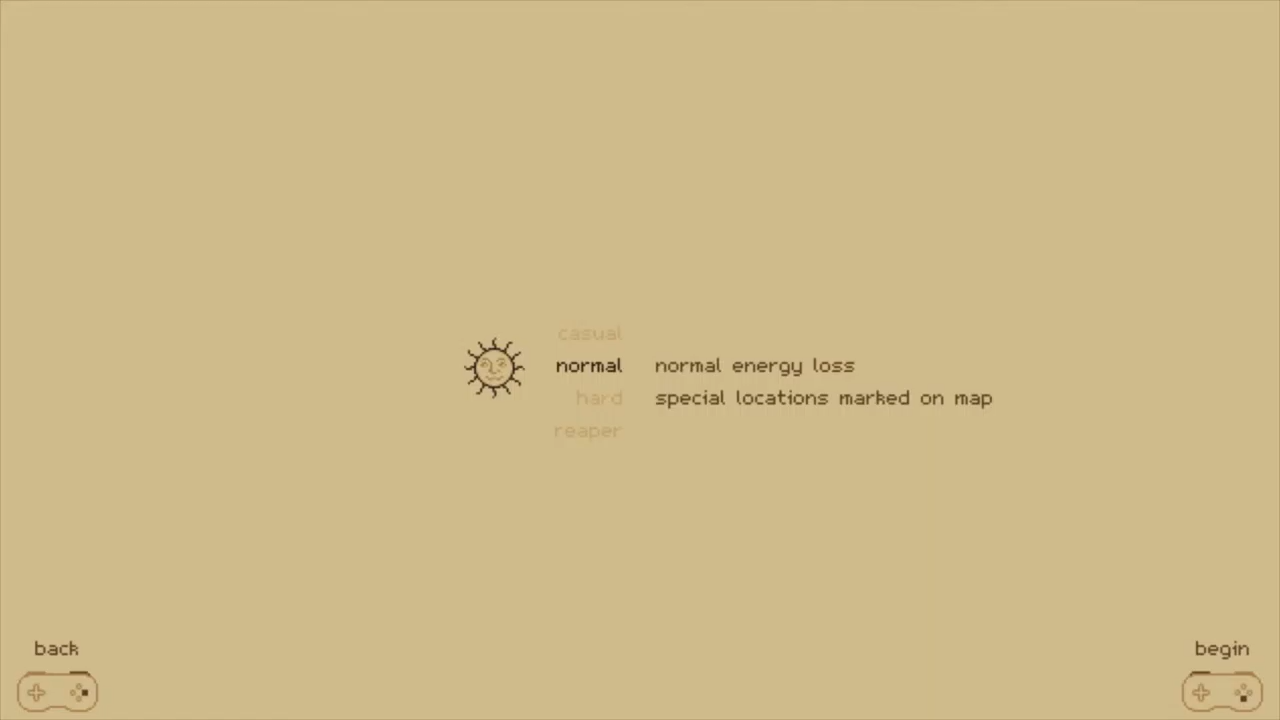 casual
normal normal energy loss
hard special locations marked on map
reaper
back
begin